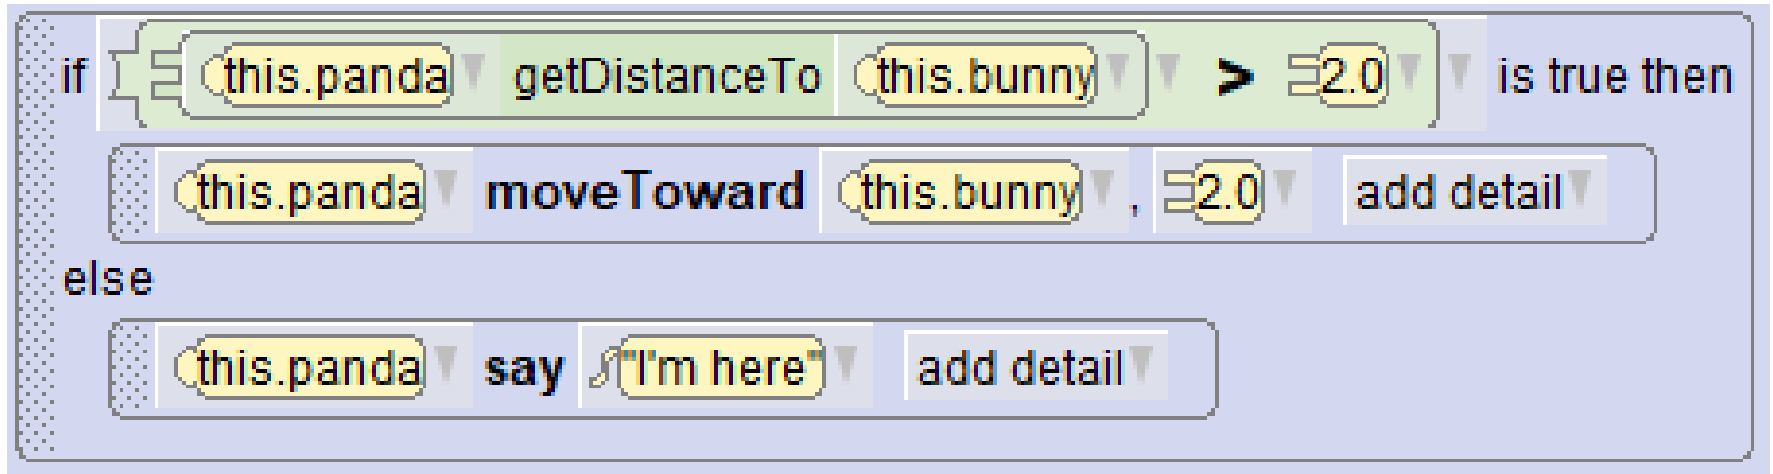 if this.panda getDistanceTo this.bunny > 2.0 is true then
this.panda moveToward this.bunny , 2.0 add detail
else
this.panda say "I'm here" add detail